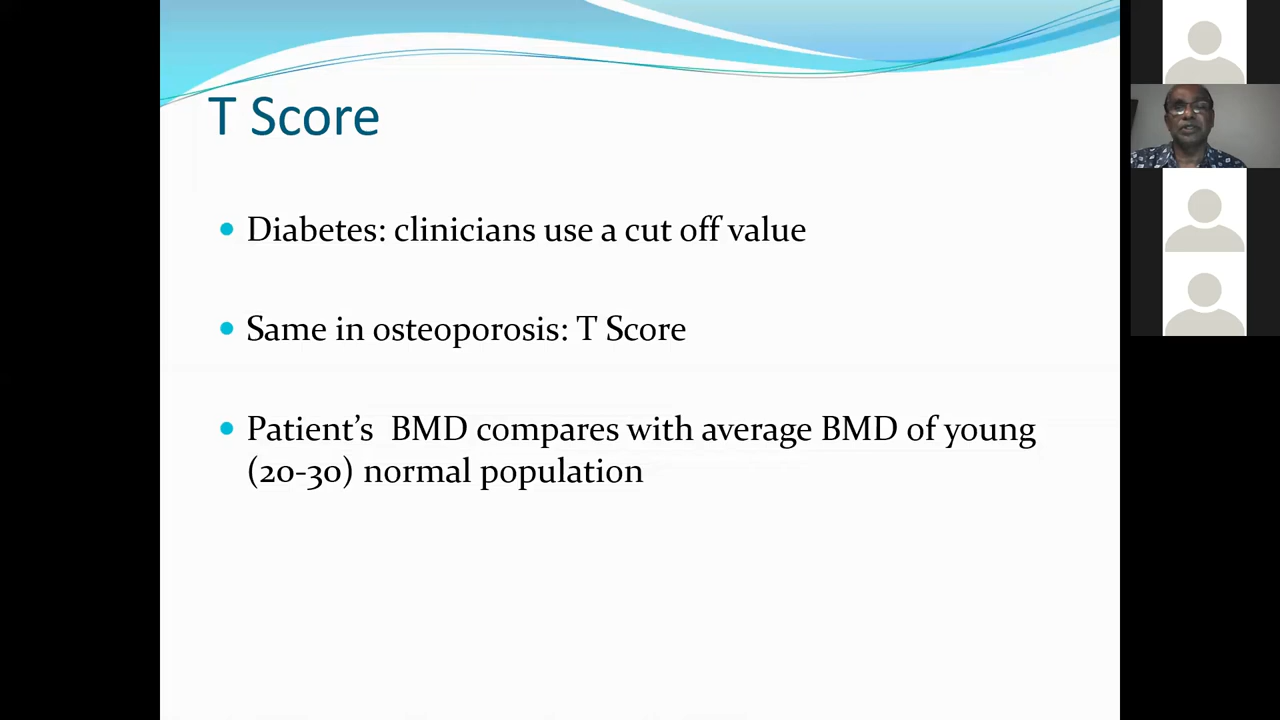 T Score
Diabetes: clinicians use a cut off value
Same in osteoporosis: T Score
Patient’s  BMD compares with average BMD of young
(20-30) normal population